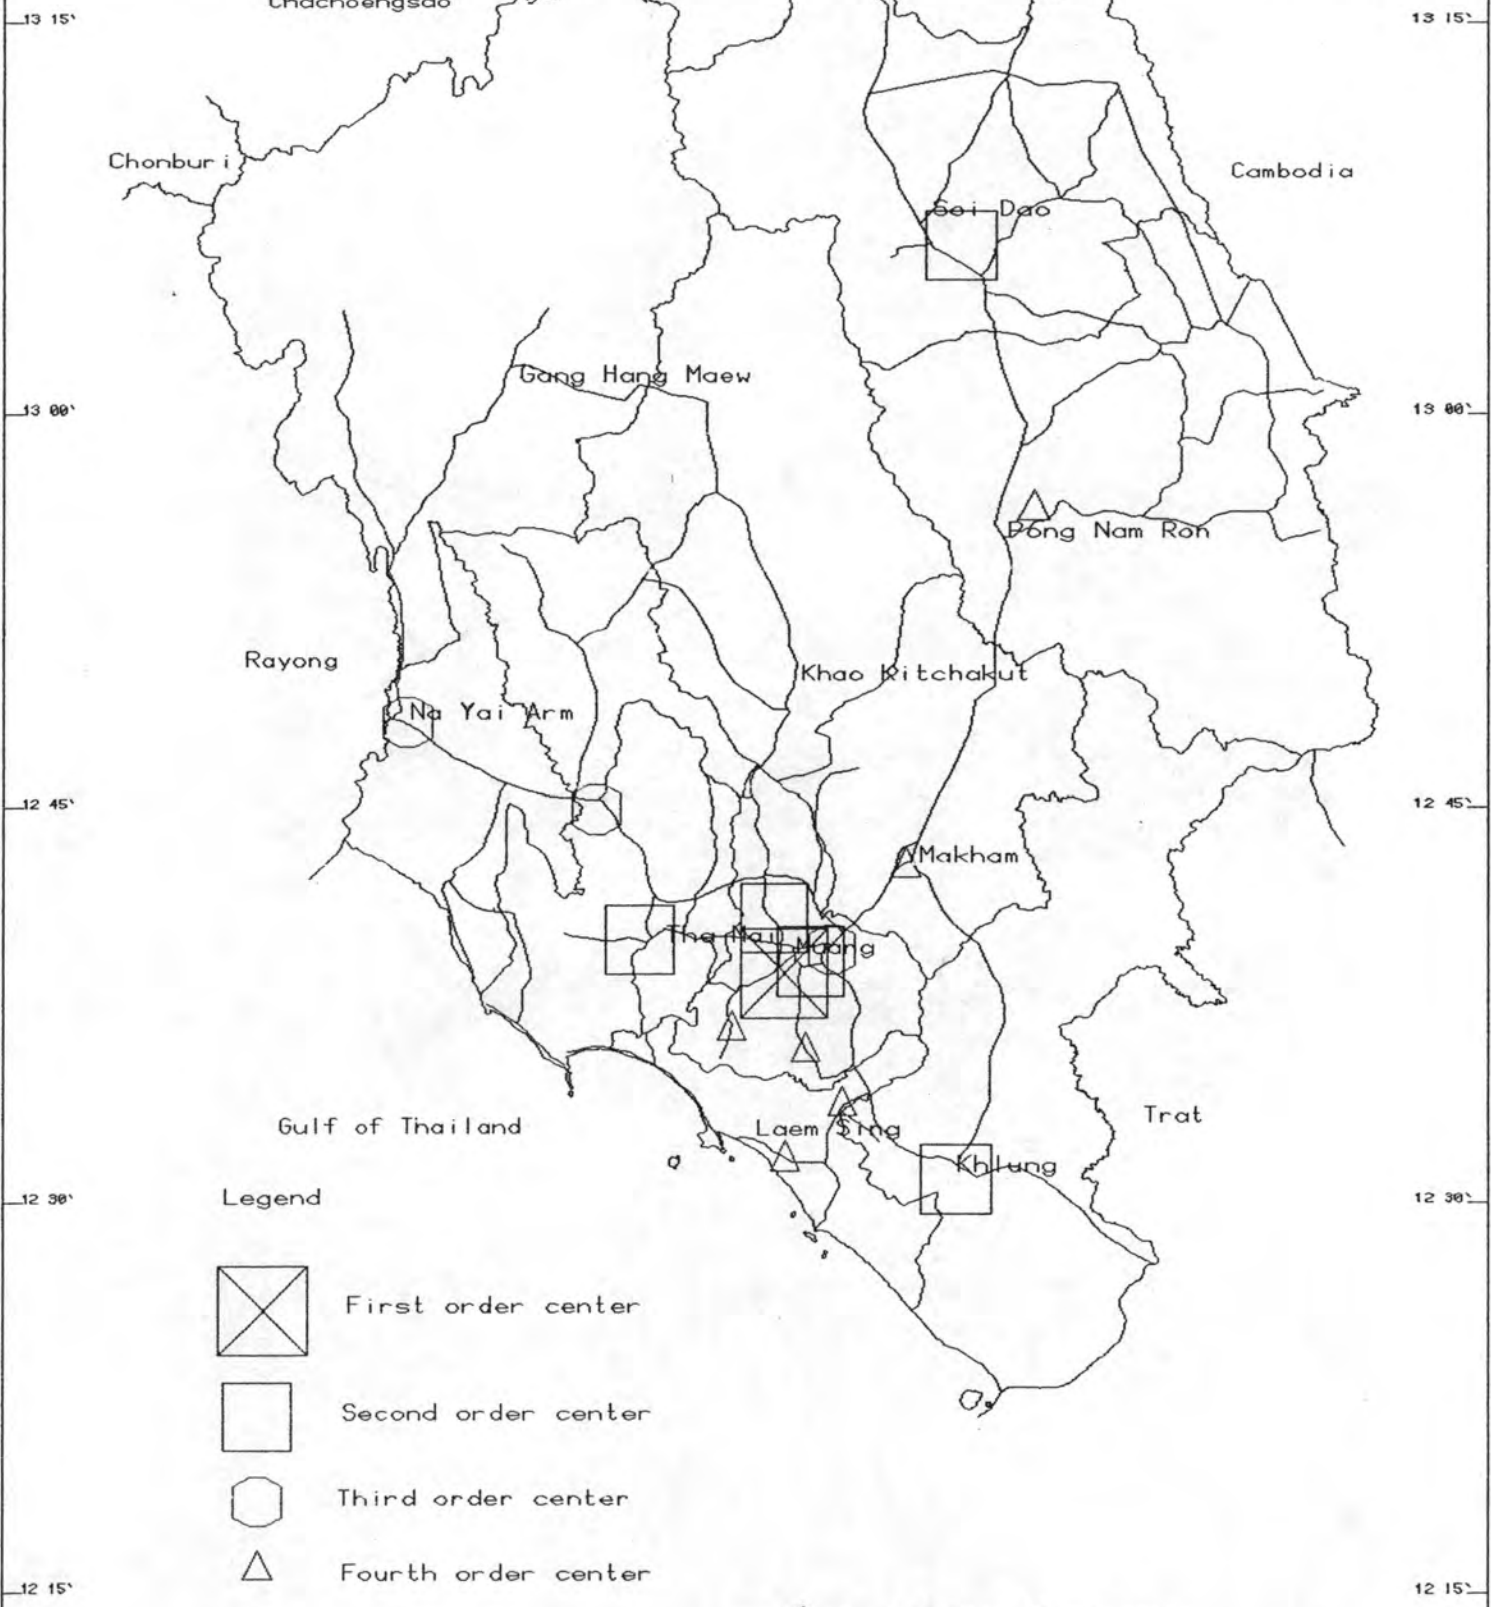 Chachoengsao
13 15' 13 15'
Chonburi
Cambodia
Soi Dao
Gang Hang Maew
13 00' 13 00'
Pong Nam Ron
Rayong
Khao Kitchakut
Na Yai Arm
12 45' 12 45'
Makham
Tha Mai
Muang
Gulf of Thailand
Laem Sing
Trat
Khlung
12 30' 12 30'
Legend
First order center
Second order center
Third order center
Fourth order center
12 15' 12 15'